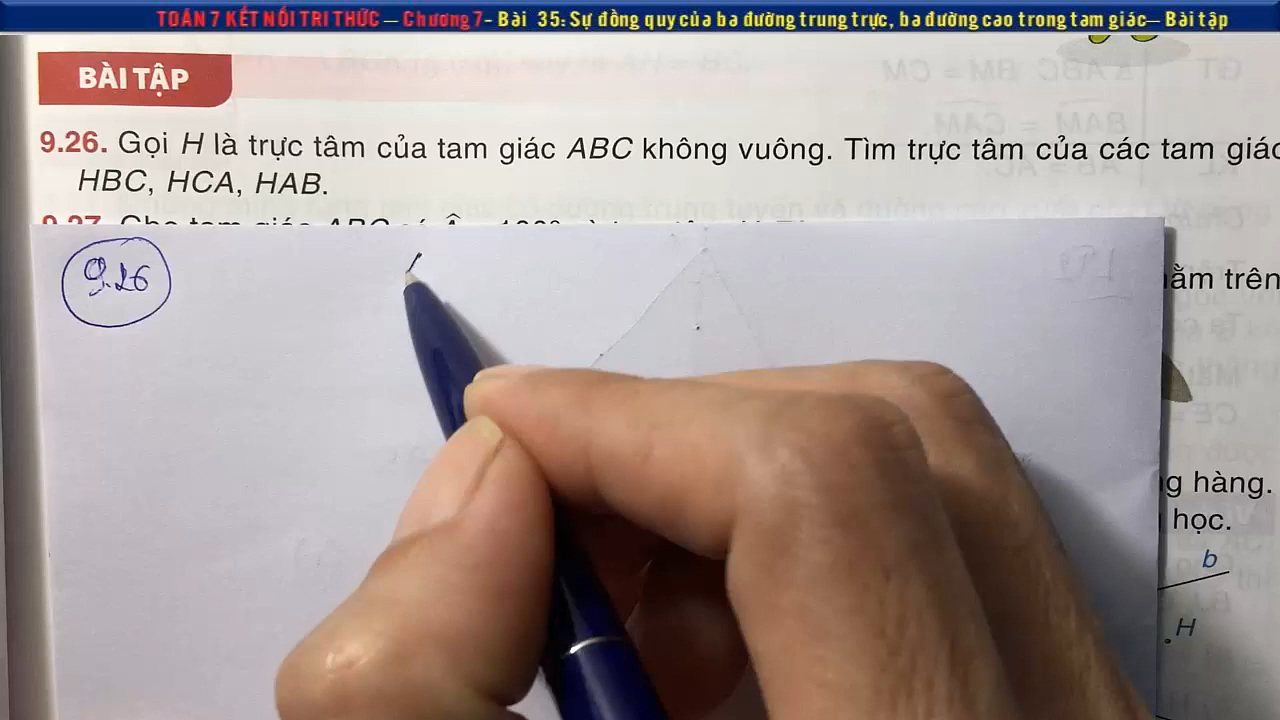 TOÁN 7 KẾT NỐI TRI THỨC – Chương 7- Bài 35: Sự đồng quy của ba đường trung trực, ba đường cao trong tam giác– Bài tập
BÀI TẬP
9.26. Gọi H là trực tâm của tam giác ABC không vuông. Tìm trực tâm của các tam giác
HBC, HCA, HAB.
9.26
nằm trên
hàng.
học.
b
H